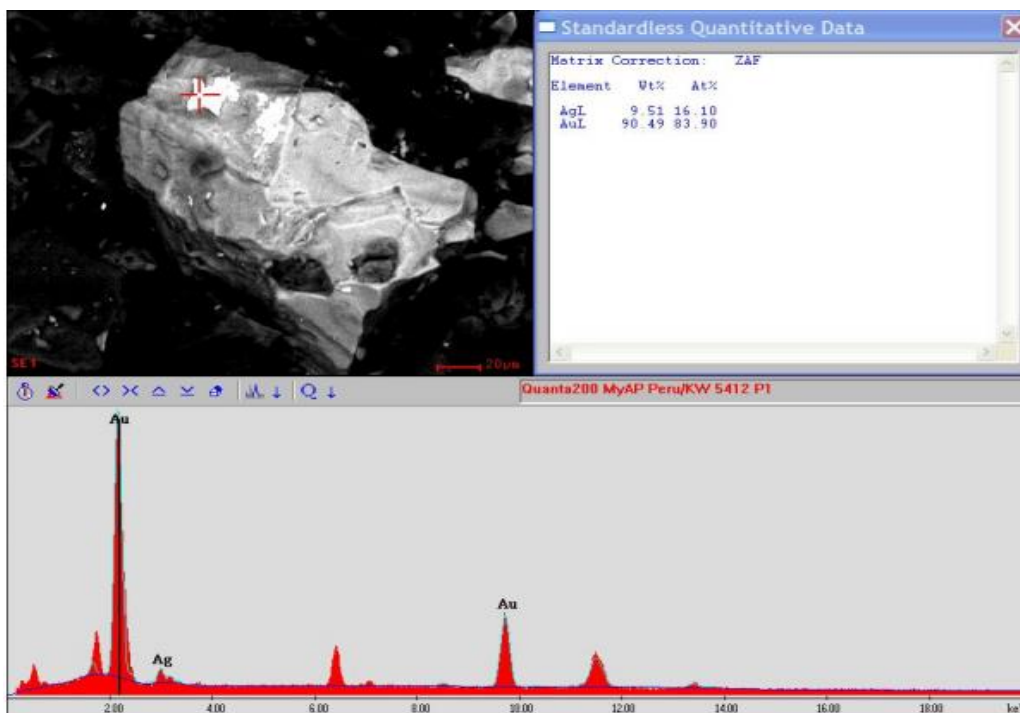 Standardless Quantitative Data
Matrix Correction: ZAF
Element Wt% At%
AgL 9.51 16.10
AuL 90.49 83.90
SE1
20µm
Quanta200 MyAP Peru/KW 5412 P1
Au
Ag
Au
2.00 4.00 6.00 8.00 10.00 12.00 14.00 16.00 18.00 ke